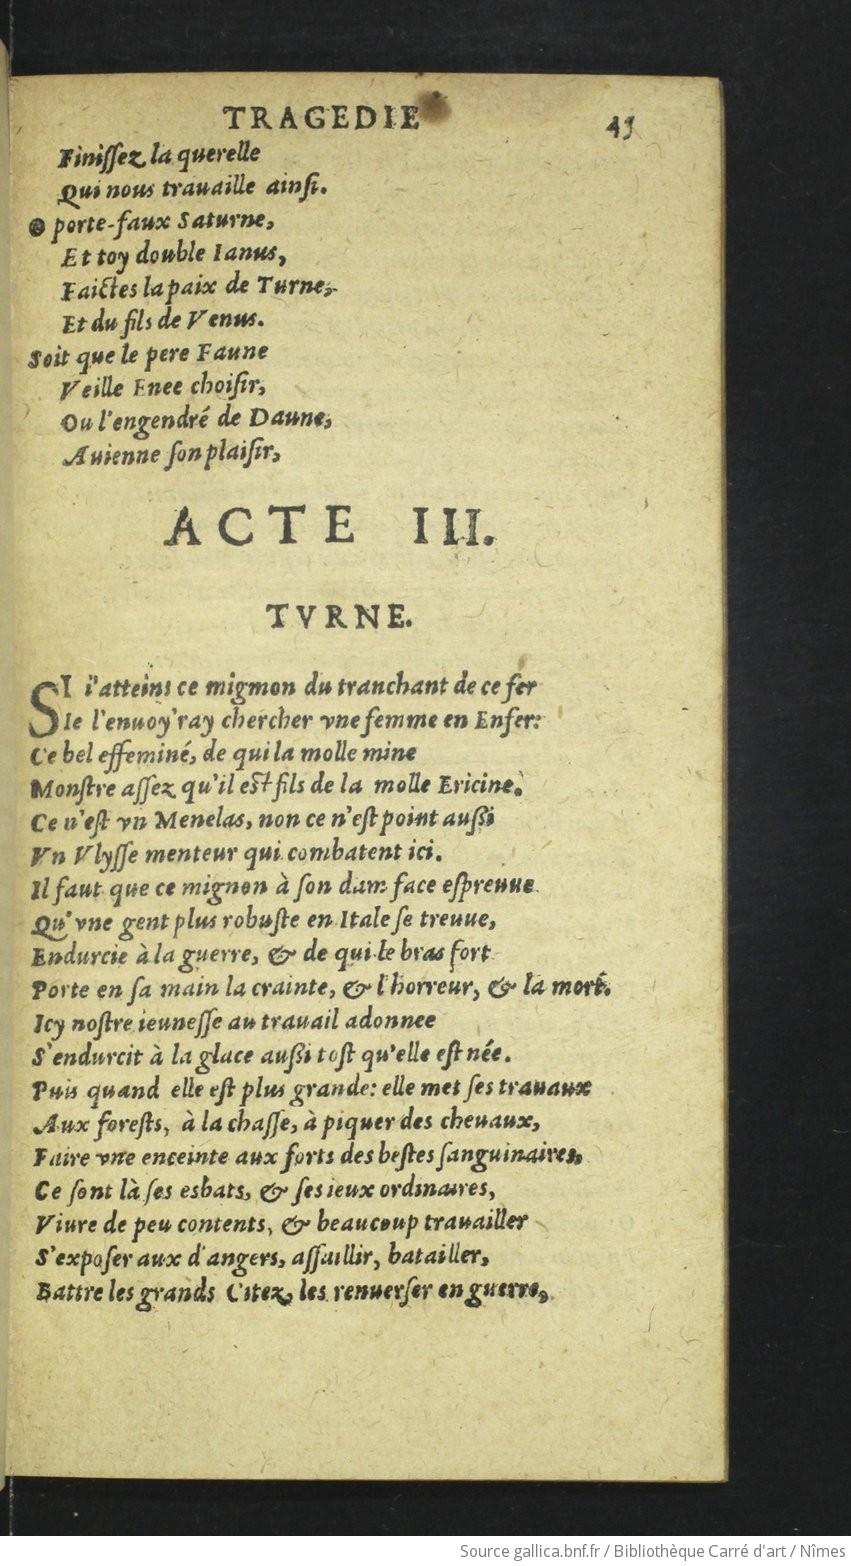 TRAGEDIE 45
Finiſſez la querelle
Qui nous trauaille ainſi.
O porte-faux Saturne,
Et toy double Ianus,
Faictes la paix de Turne,
Et du fils de Venus.
Soit que le pere Faune
Veille Enee choiſir,
Ou l'engendré de Daune,
Auienne ſon plaiſir,
ACTE III.
TVRNE.
SI i'atteins ce migmon du tranchant de ce fer
Ie l'enuoy'ray chercher vne femme en Enfer:
Ce bel effeminé, de qui la molle mine
Monſtre aſſez qu'il eſt fils de la molle Ericine.
Ce n'eſt vn Menelas, non ce n'eſt point auſſi
Vn Vlyſſe menteur qui combatent ici.
Il faut que ce mignon à ſon dam face eſpreuue
Qu'vne gent plus robuſte en Itale ſe treuue,
Endurcie à la guerre, & de qui le bras fort
Porte en ſa main la crainte, & l'horreur, & la mort.
Icy noſtre ieuneſſe au trauail adonnee
S'endurcit à la glace auſſi toſt qu'elle eſt née.
Puis quand elle eſt plus grande: elle met ſes trauaux
Aux foreſts, à la chaſſe, à piquer des cheuaux,
Faire vne enceinte aux forts des beſtes ſanguinaires,
Ce ſont là ſes esbats, & ſes ieux ordinaires,
Viure de peu contents, & beaucoup trauailler
S'expoſer aux d'angers, aſſaillir, batailler,
Battre les grands Citez, les renuerſer en guerre,
Source gallica.bnf.fr / Bibliothèque Carré d'art / Nîmes